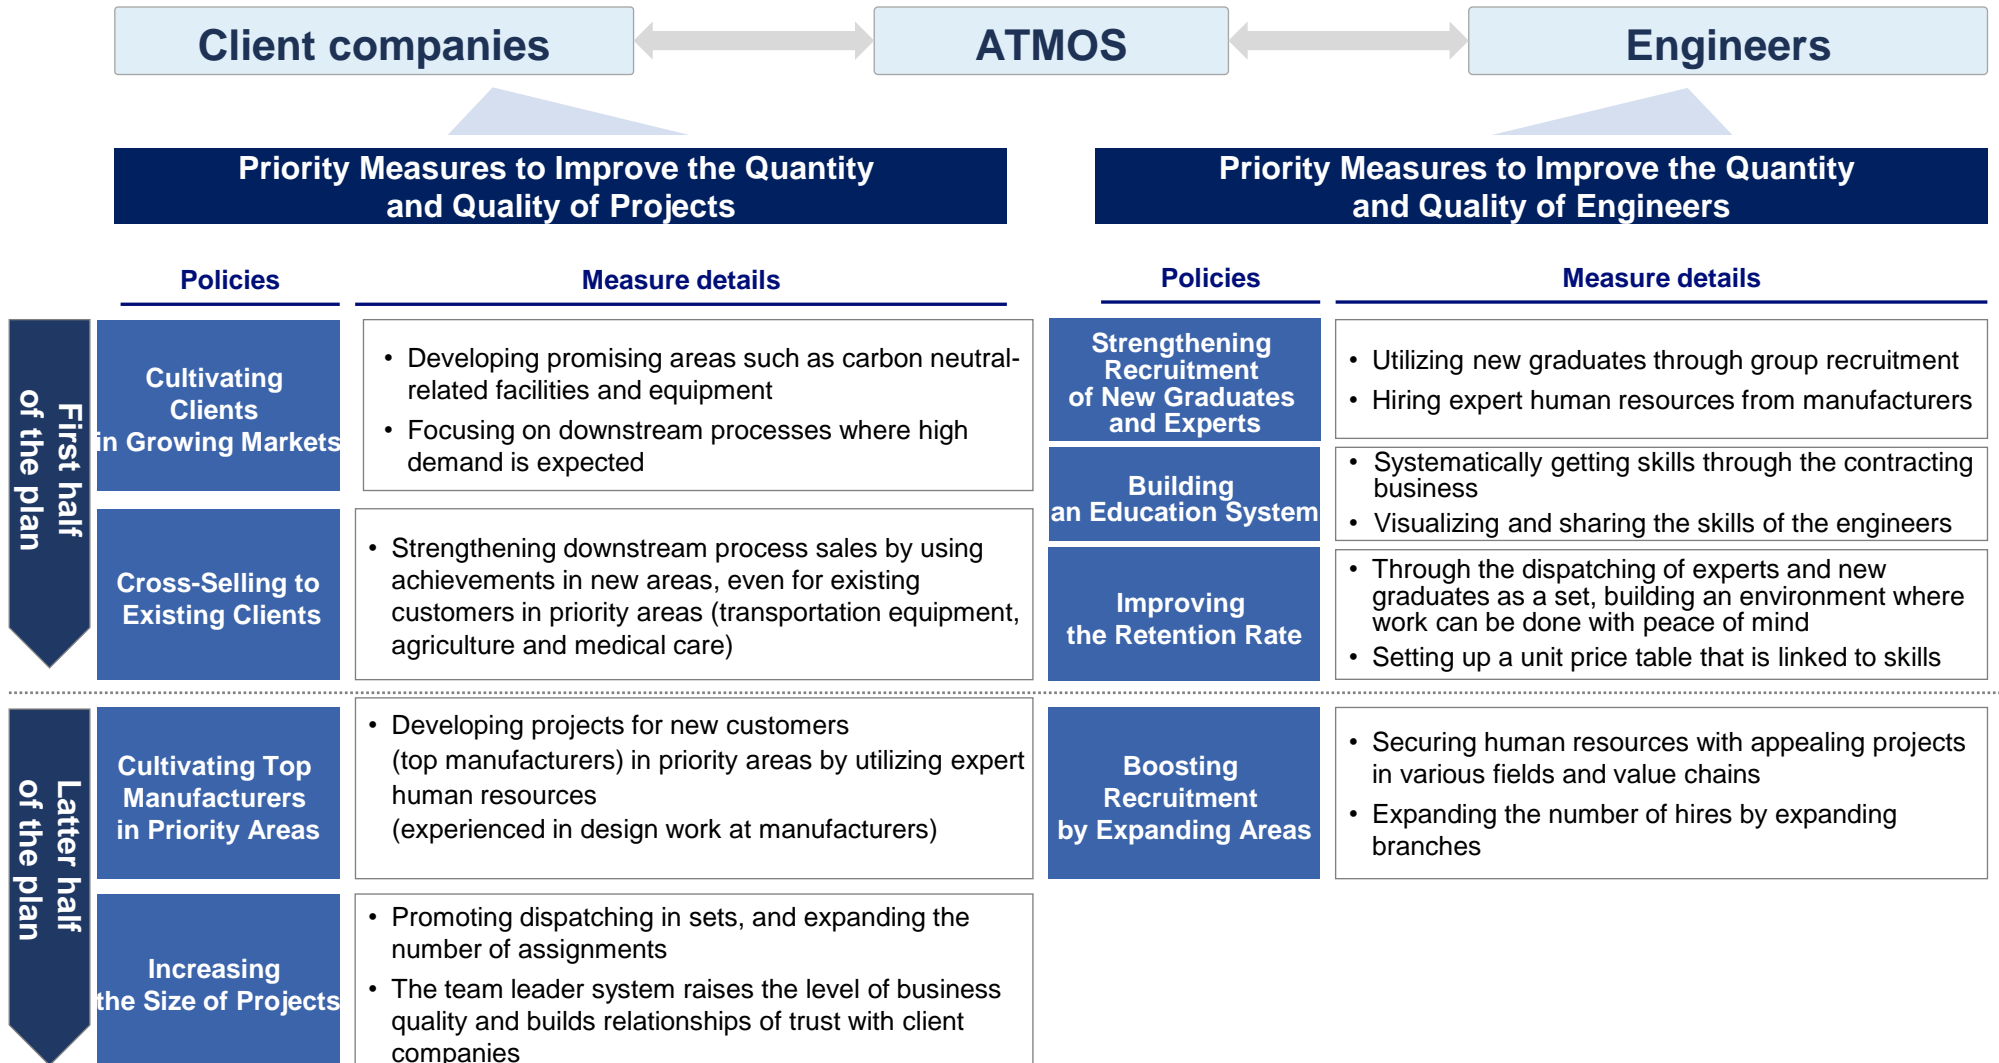 Client companies
ATMOS
Engineers
Priority Measures to Improve the Quantity
and Quality of Projects
Priority Measures to Improve the Quantity
and Quality of Engineers
Policies
Measure details
Policies
Measure details
First half
of the plan
Cultivating
Clients
in Growing Markets
• Developing promising areas such as carbon neutral-
related facilities and equipment
• Focusing on downstream processes where high
demand is expected
Cross-Selling to
Existing Clients
• Strengthening downstream process sales by using
achievements in new areas, even for existing
customers in priority areas (transportation equipment,
agriculture and medical care)
Strengthening
Recruitment
of New Graduates
and Experts
• Utilizing new graduates through group recruitment
• Hiring expert human resources from manufacturers
Building
an Education System
• Systematically getting skills through the contracting
business
• Visualizing and sharing the skills of the engineers
Improving
the Retention Rate
• Through the dispatching of experts and new
graduates as a set, building an environment where
work can be done with peace of mind
• Setting up a unit price table that is linked to skills
Latter half
of the plan
Cultivating Top
Manufacturers
in Priority Areas
• Developing projects for new customers
(top manufacturers) in priority areas by utilizing expert
human resources
(experienced in design work at manufacturers)
Increasing
the Size of Projects
• Promoting dispatching in sets, and expanding the
number of assignments
• The team leader system raises the level of business
quality and builds relationships of trust with client
companies
Boosting
Recruitment
by Expanding Areas
• Securing human resources with appealing projects
in various fields and value chains
• Expanding the number of hires by expanding
branches